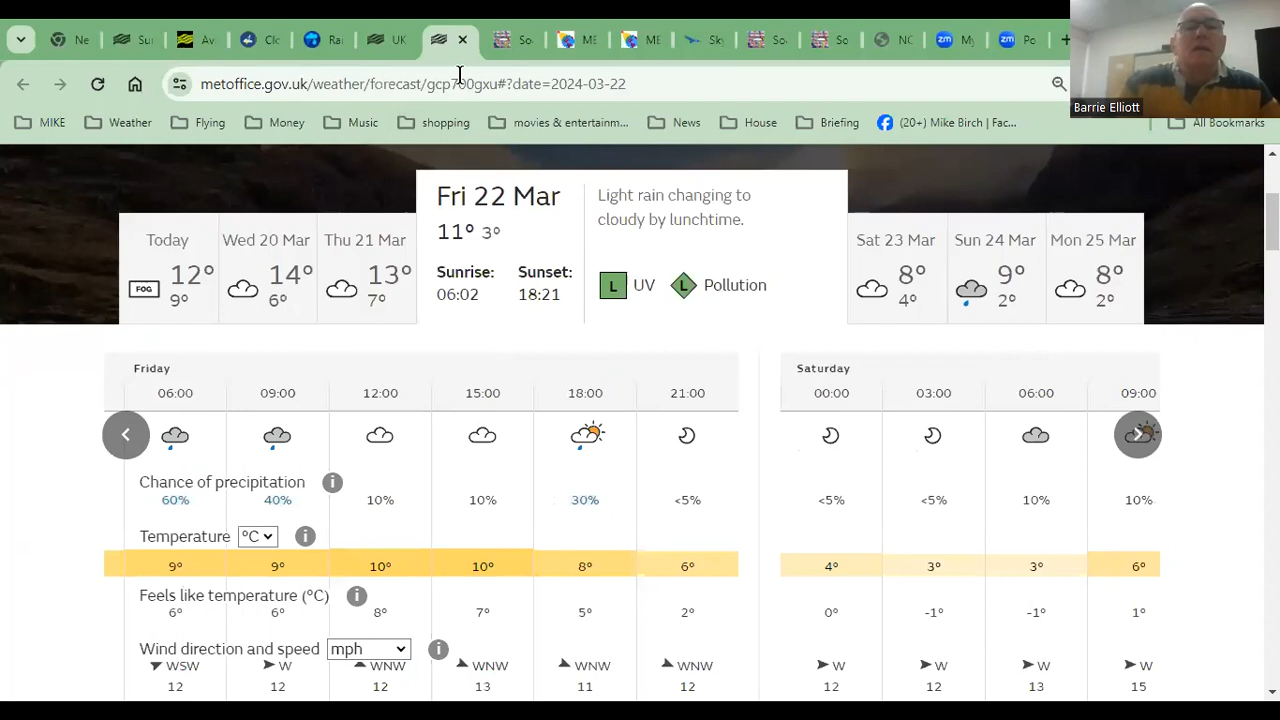 Ne
Su
Av
Clo
Rai
UK
So
ME
ME
Sky
So
So
NC
My
Po
metoffice.gov.uk/weather/forecast/gcp700gxu#?date=2024-03-22
Barrie Elliott
MIKE
Weather
Flying
Money
Music
shopping
movies & entertainm...
News
House
Briefing
(20+) Mike Birch | Fac...
All Bookmarks
Today
FOG
12°
9°
Wed 20 Mar
14°
6°
Thu 21 Mar
13°
7°
Fri 22 Mar
11° 3°
Sunrise: Sunset:
06:02 18:21
Light rain changing to
cloudy by lunchtime.
L UV L Pollution
Sat 23 Mar
8°
4°
Sun 24 Mar
9°
2°
Mon 25 Mar
8°
2°
Friday Saturday
06:00 09:00 12:00 15:00 18:00 21:00 00:00 03:00 06:00 09:00
Chance of precipitation i
60% 40% 10% 10% 30% <5% <5% <5% 10% 10%
Temperature °C i
9° 9° 10° 10° 8° 6° 4° 3° 3° 6°
Feels like temperature (°C) i
6° 6° 8° 7° 5° 2° 0° -1° -1° 1°
Wind direction and speed mph i
WSW W WNW WNW WNW WNW W W W W
12 12 12 13 11 12 12 12 13 15